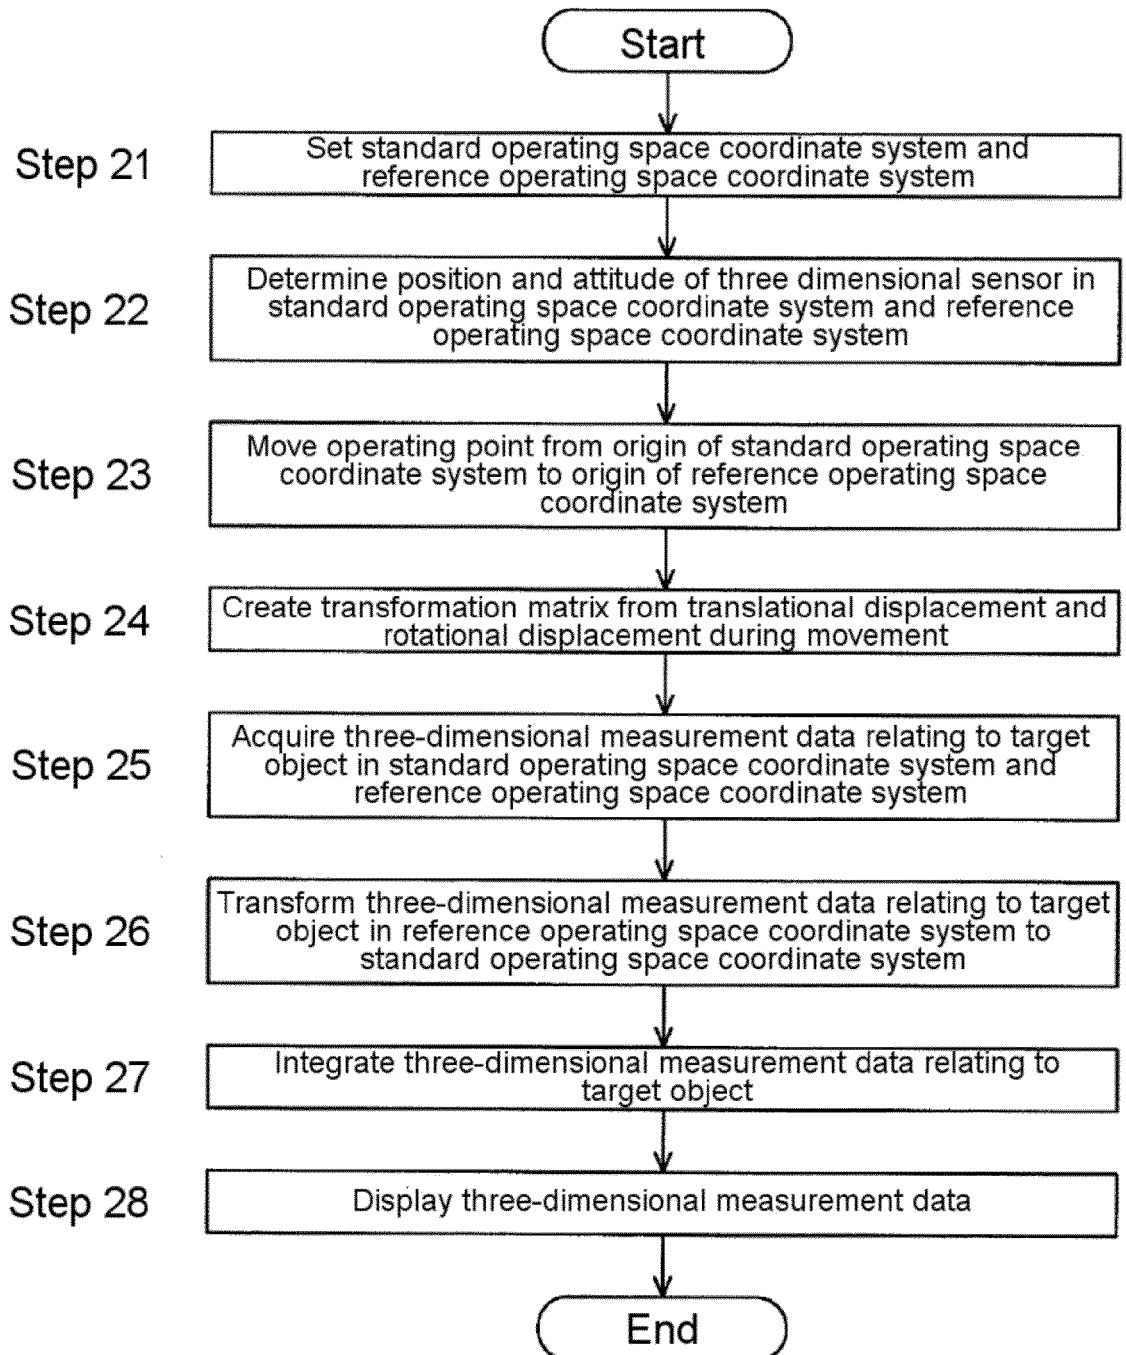 Start
Step 21
Set standard operating space coordinate system and
reference operating space coordinate system
Step 22
Determine position and attitude of three dimensional sensor in
standard operating space coordinate system and reference
operating space coordinate system
Step 23
Move operating point from origin of standard operating space
coordinate system to origin of reference operating space
coordinate system
Step 24
Create transformation matrix from translational displacement and
rotational displacement during movement
Step 25
Acquire three-dimensional measurement data relating to target
object in standard operating space coordinate system and
reference operating space coordinate system
Step 26
Transform three-dimensional measurement data relating to target
object in reference operating space coordinate system to
standard operating space coordinate system
Step 27
Integrate three-dimensional measurement data relating to
target object
Step 28
Display three-dimensional measurement data
End